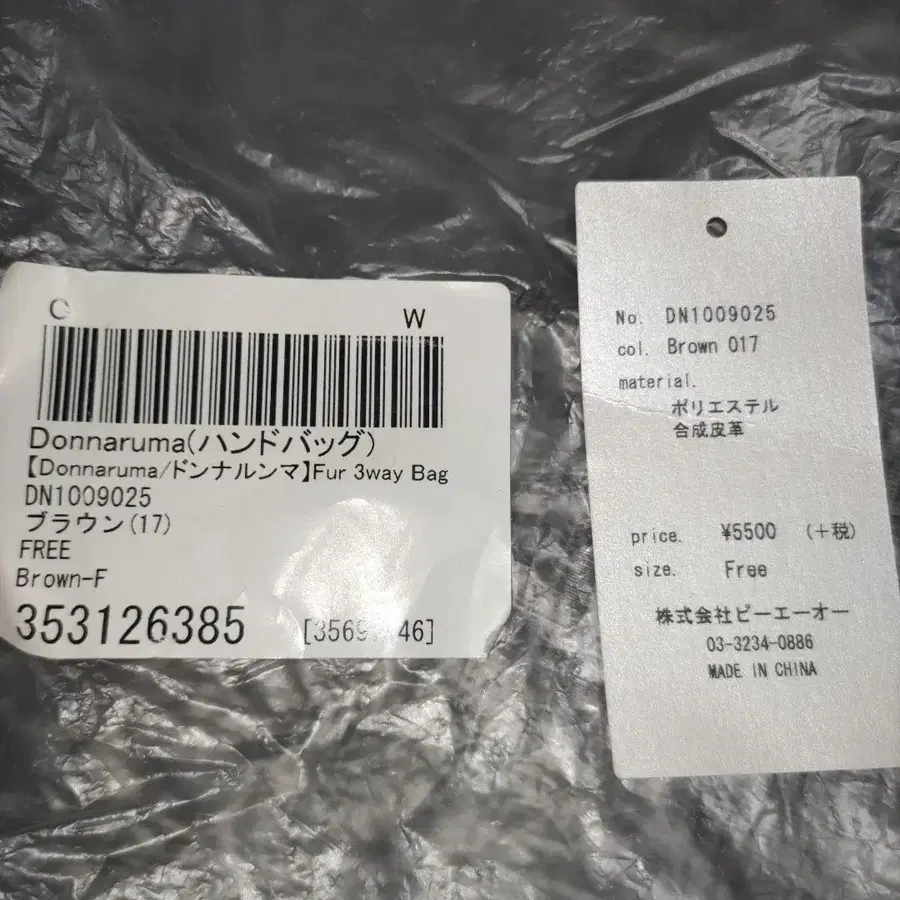 C W
Donnaruma(ハンドバッグ)
【Donnaruma/ドンナルンマ】Fur 3way Bag
DN1009025
ブラウン(17)
FREE
Brown-F
353126385
No. DN1009025
col. Brown 017
material.
ポリエステル
合成皮革
price. ¥5500 (+税)
size. Free
株式会社ピーエーオー
03-3234-0886
MADE IN CHINA